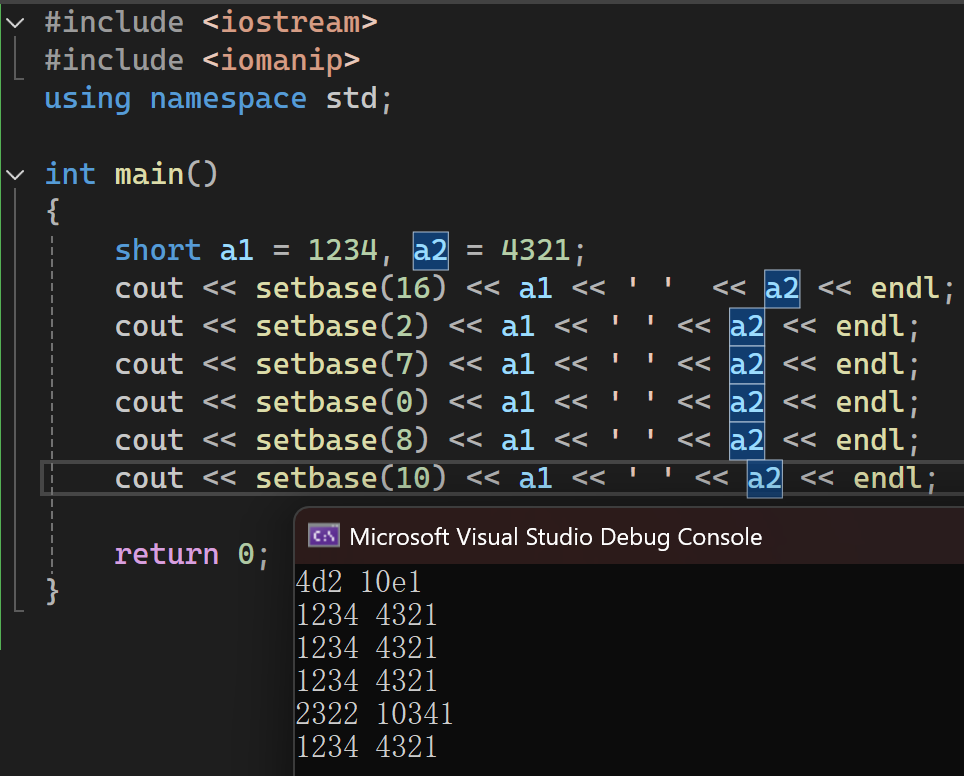 #include <iostream>
#include <iomanip>
using namespace std;
int main()
{
short a1 = 1234, a2 = 4321;
cout << setbase(16) << a1 << ' '  << a2 << endl;
cout << setbase(2) << a1 << ' ' << a2 << endl;
cout << setbase(7) << a1 << ' ' << a2 << endl;
cout << setbase(0) << a1 << ' ' << a2 << endl;
cout << setbase(8) << a1 << ' ' << a2 << endl;
cout << setbase(10) << a1 << ' ' << a2 << endl;
return 0;
}
Microsoft Visual Studio Debug Console
4d2 10e1
1234 4321
1234 4321
1234 4321
2322 10341
1234 4321